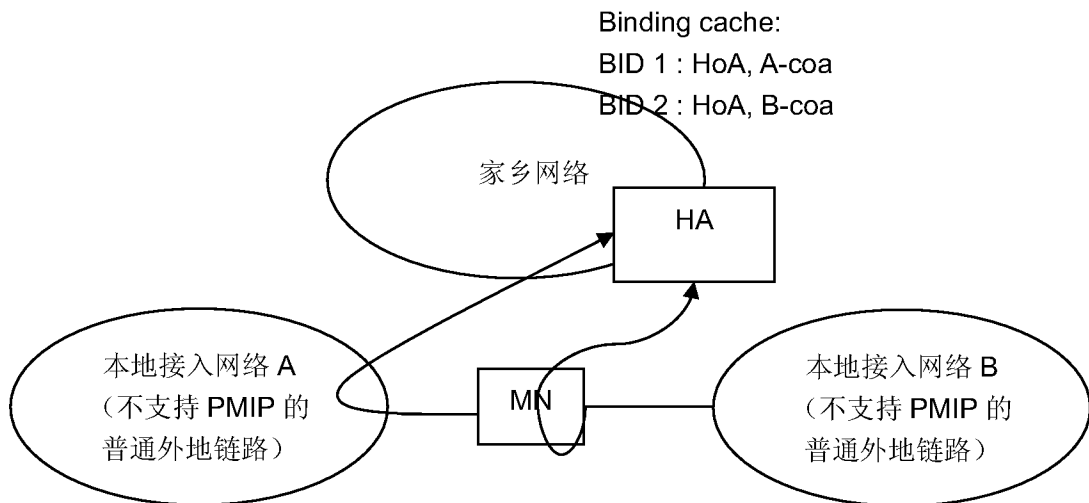 Binding cache:
BID 1 : HoA, A-coa
BID 2 : HoA, B-coa
家乡网络
HA
本地接入网络 A
（不支持 PMIP 的
普通外地链路）
MN
本地接入网络 B
（不支持 PMIP 的
普通外地链路）